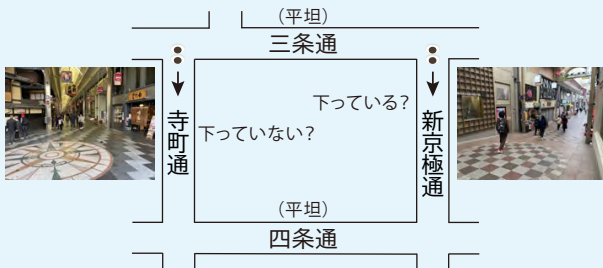 （平坦）
三条通
下っている？
下っていない？
寺町通
新京極通
（平坦）
四条通